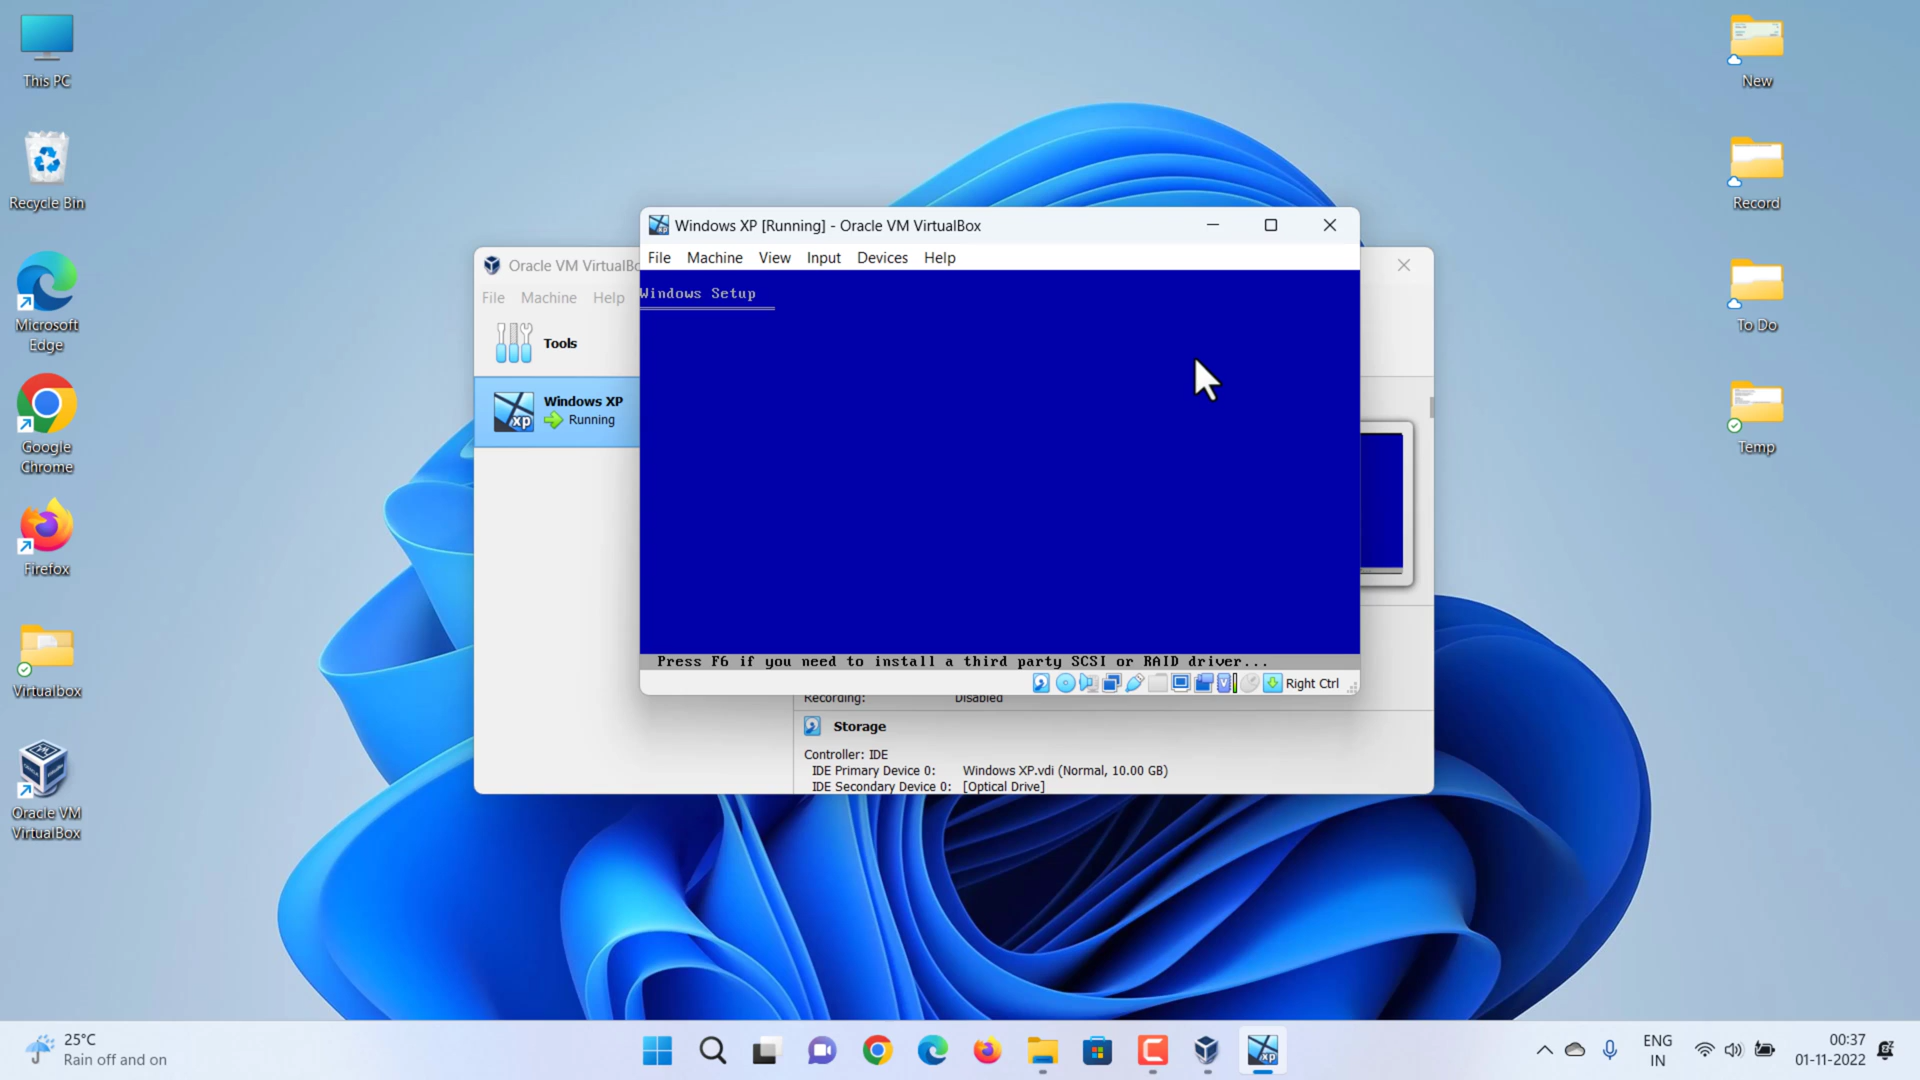 This PC
Recycle Bin
Microsoft
Edge
Google
Chrome
Firefox
Virtualbox
Oracle VM
VirtualBox
New
Record
To Do
Temp
Oracle VM VirtualBo
File Machine Help
Tools
Windows XP
Running
Windows XP [Running] - Oracle VM VirtualBox
File Machine View Input Devices Help
Windows Setup
Press F6 if you need to install a third party SCSI or RAID driver...
Right Ctrl
Recording: Disabled
Storage
Controller: IDE
IDE Primary Device 0: Windows XP.vdi (Normal, 10.00 GB)
IDE Secondary Device 0: [Optical Drive]
25°C
Rain off and on
ENG
IN
00:37
01-11-2022